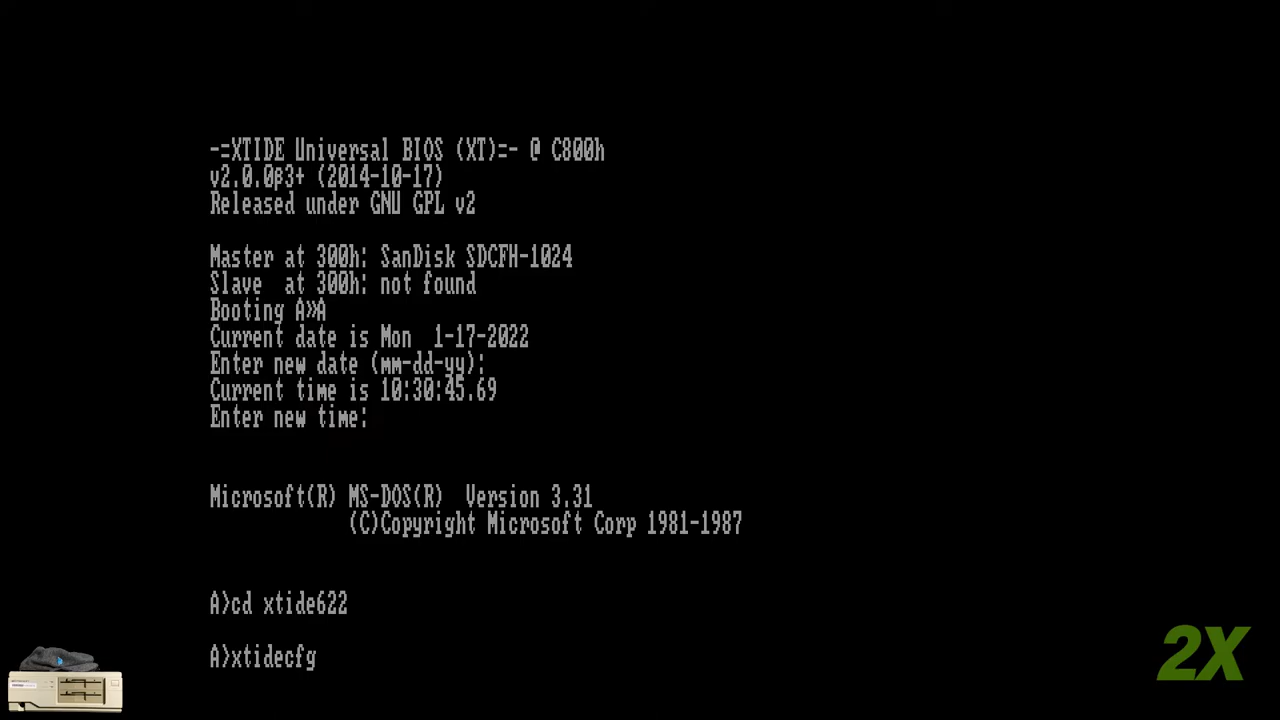 -=XTIDE Universal BIOS (XT)=- @ C800h
v2.0.0β3+ (2014-10-17)
Released under GNU GPL v2
Master at 300h: SanDisk SDCFH-1024
Slave  at 300h: not found
Booting A»A
Current date is Mon  1-17-2022
Enter new date (mm-dd-yy):
Current time is 10:30:45.69
Enter new time:
Microsoft(R) MS-DOS(R)  Version 3.31
(C)Copyright Microsoft Corp 1981-1987
A>cd xtide622
A>xtidecfg
2X